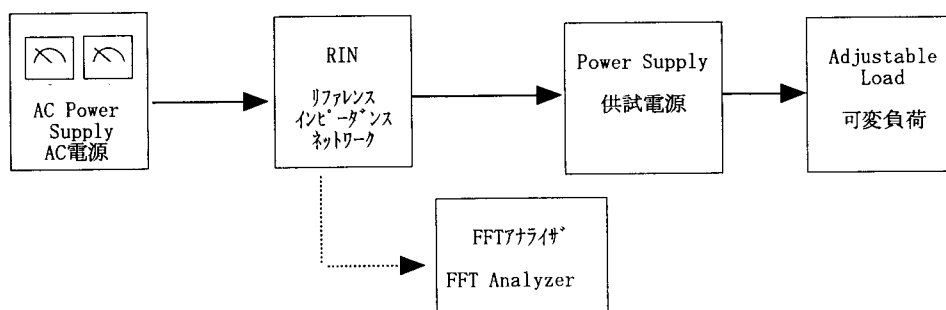 AC Power
Supply
AC電源
RIN
ﾘﾌｧﾚﾝｽ
ｲﾝﾋﾟｰﾀﾞﾝｽ
ﾈｯﾄﾜｰｸ
Power Supply
供試電源
Adjustable
Load
可変負荷
FFTｱﾅﾗｲｻﾞ
FFT Analyzer